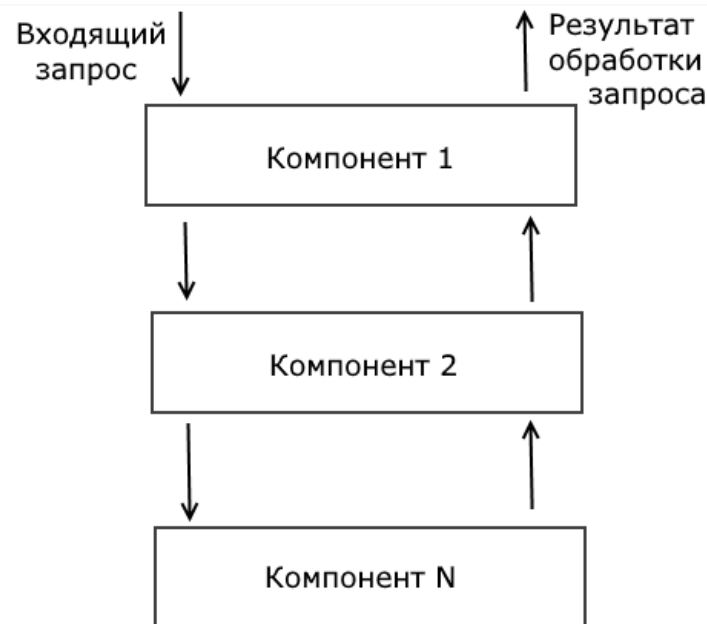 Входящий
запрос
Результат
обработки
запроса
Компонент 1
Компонент 2
Компонент N